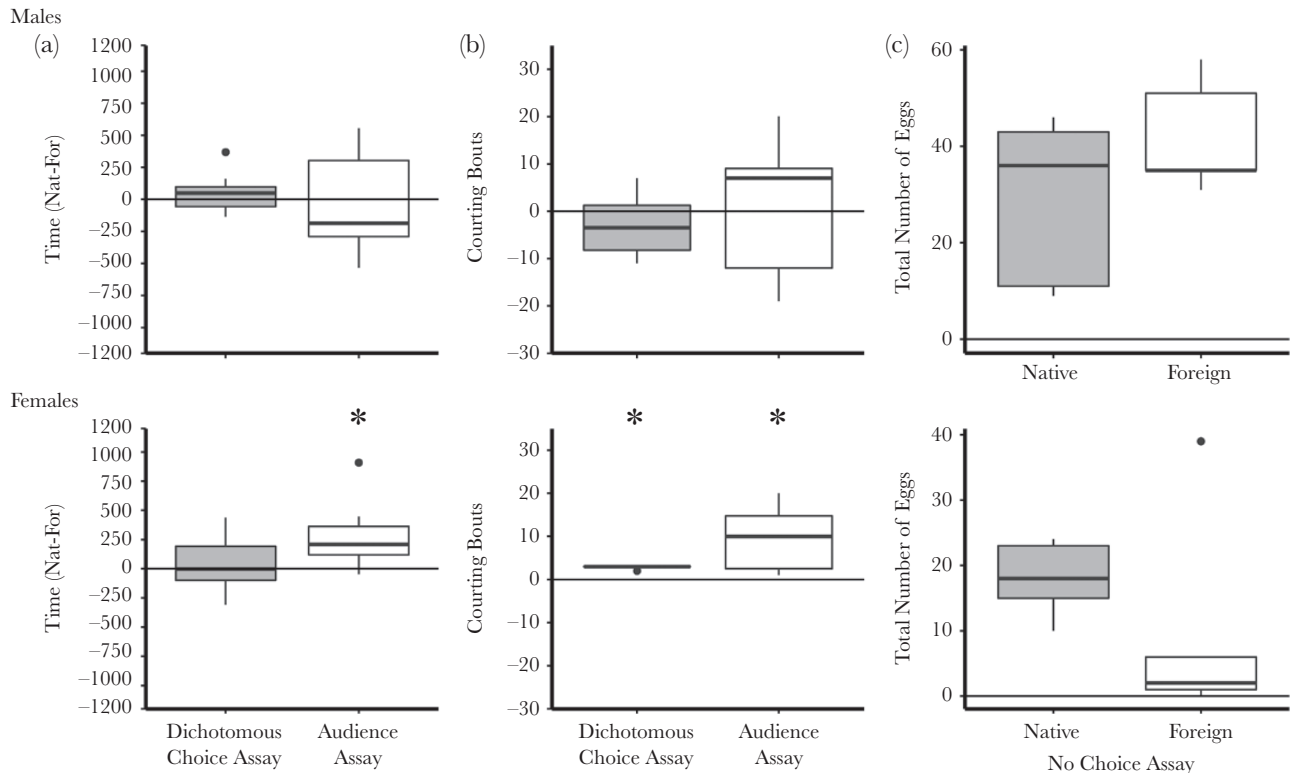 Males
(a)
(b)
(c)
Time (Nat-For)
1200
1000
750
500
250
0
−250
−500
−750
−1000
−1200
Courting Bouts
30
20
10
0
−10
−20
−30
Total Number of Eggs
60
40
20
0
Native
Foreign
Females
Time (Nat-For)
1200
1000
750
500
250
0
−250
−500
−750
−1000
−1200
*
Dichotomous
Choice Assay
Audience
Assay
Courting Bouts
30
20
10
0
−10
−20
−30
*
*
Dichotomous
Choice Assay
Audience
Assay
Total Number of Eggs
40
30
20
10
0
Native
Foreign
No Choice Assay